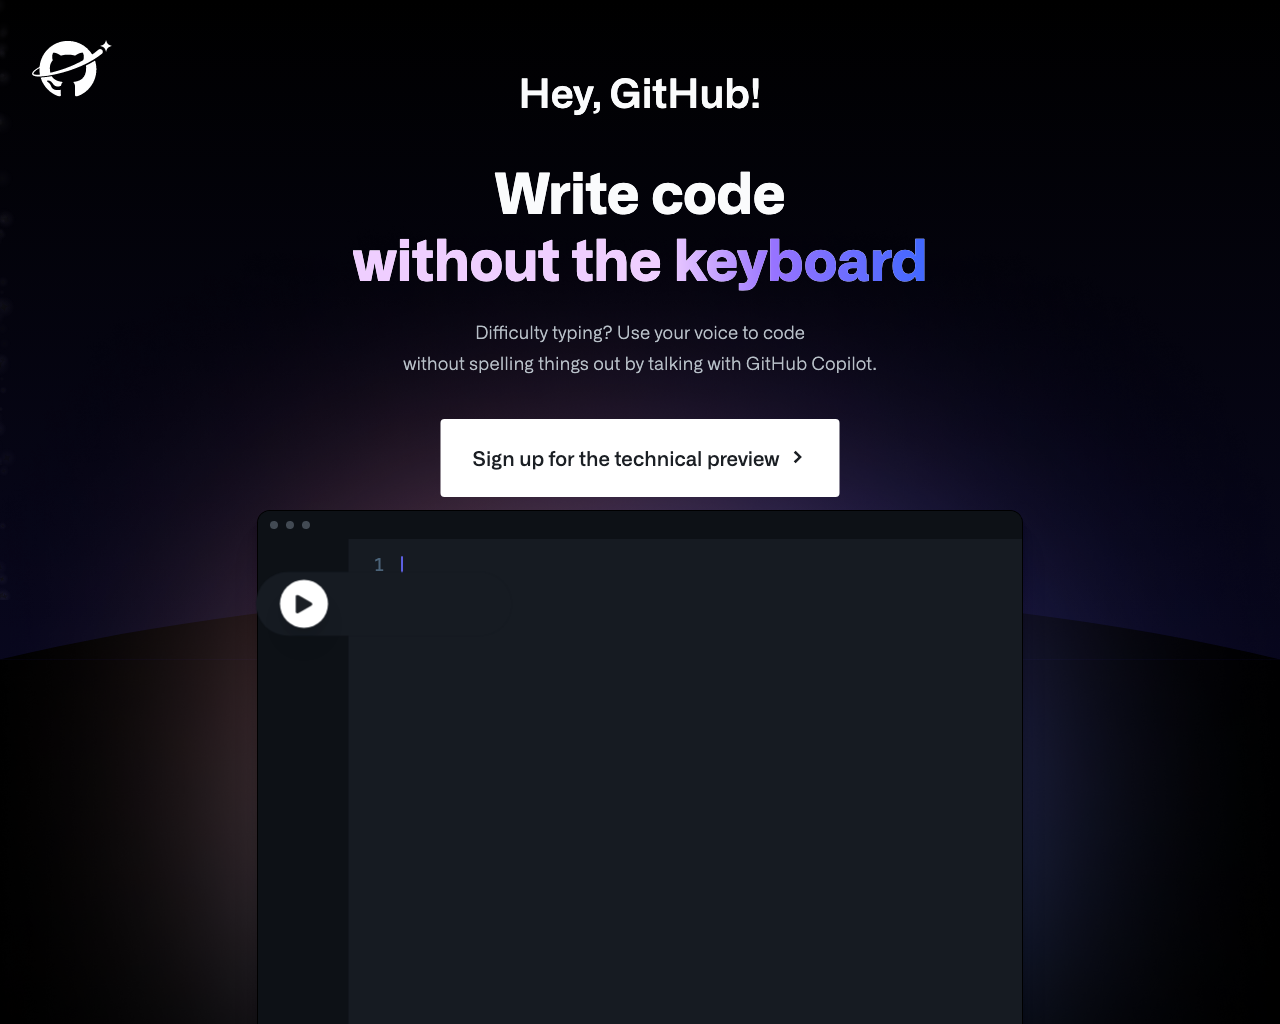 Hey, GitHub!
Write code
without the keyboard
Difficulty typing? Use your voice to code
without spelling things out by talking with GitHub Copilot.
Sign up for the technical preview
1